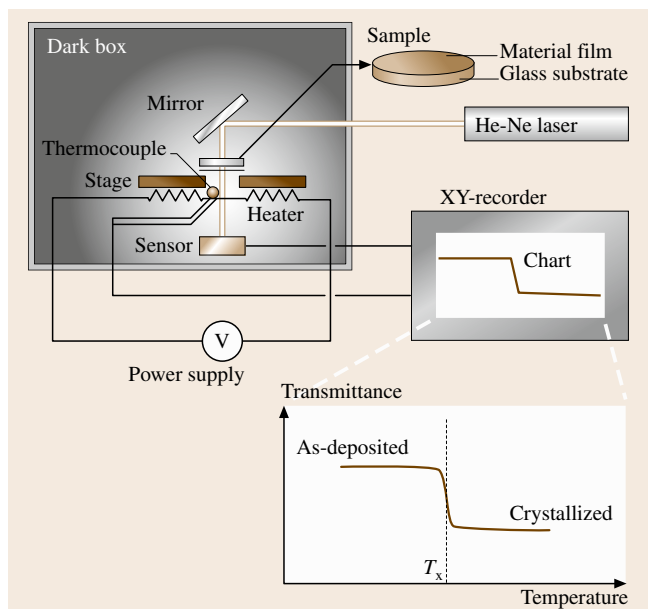 Dark box
Sample
Material film
Glass substrate
Mirror
He-Ne laser
Thermocouple
Stage
Heater
XY-recorder
Sensor
Chart
V
Power supply
Transmittance
As-deposited
Crystallized
Tx
Temperature